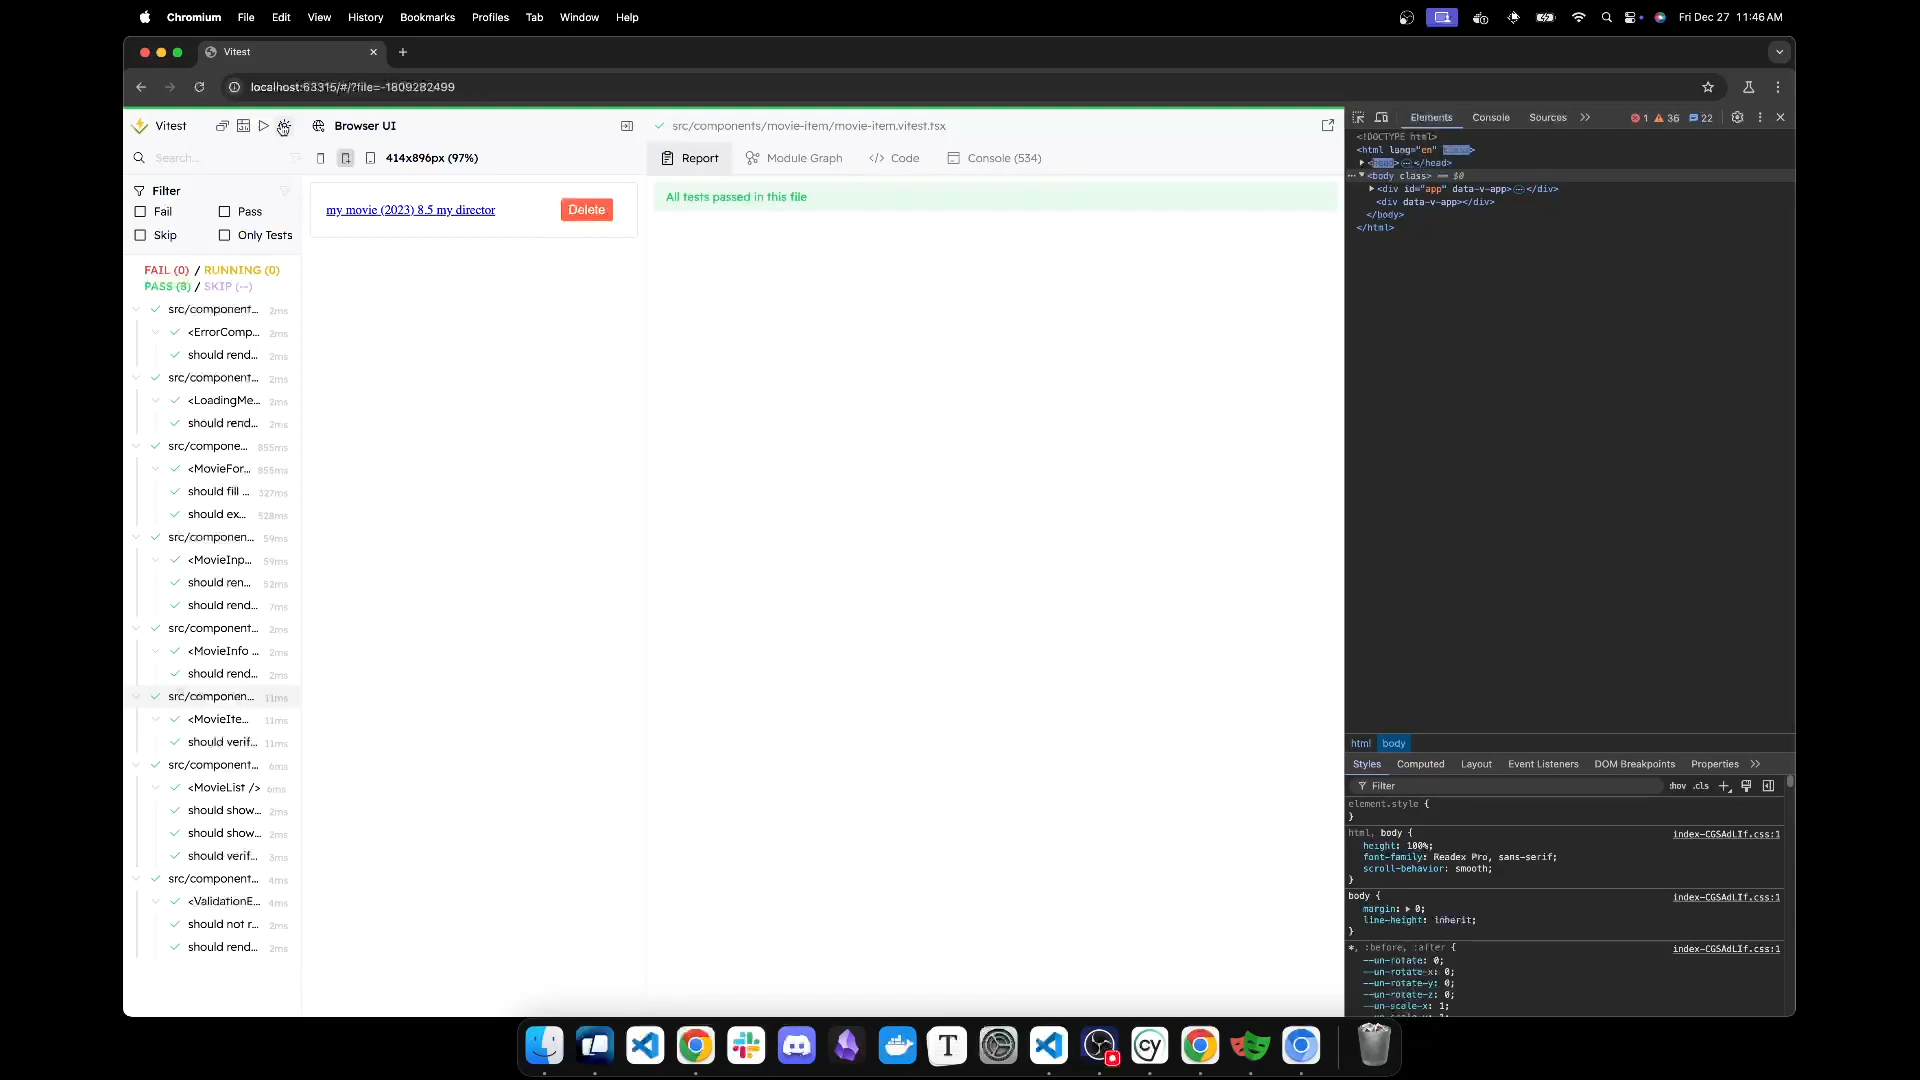 Chromium File Edit View History Bookmarks Profiles Tab Window Help Fri Dec 27 11:46 AM
Vitest
localhost:63315/#/?file=-1809282499
Vitest
Browser UI
src/components/movie-item/movie-item.vitest.tsx
Search...
414x896px (97%)
Report Module Graph Code Console (534)
Filter
Fail Pass
Skip Only Tests
my movie (2023) 8.5 my director Delete
All tests passed in this file
FAIL (0) / RUNNING (0)
PASS (8) / SKIP (--)
src/component... 2ms
<ErrorComp... 2ms
should rend... 2ms
src/component... 2ms
<LoadingMe... 2ms
should rend... 2ms
src/compone... 855ms
<MovieFor... 855ms
should fill ... 327ms
should ex... 528ms
src/componen... 59ms
<MovieInp... 59ms
should ren... 52ms
should rend... 7ms
src/component... 2ms
<MovieInfo ... 2ms
should rend... 2ms
src/componen... 11ms
<MovieIte... 11ms
should verif... 11ms
src/component... 6ms
<MovieList /> 6ms
should show... 2ms
should show... 2ms
should verif... 3ms
src/component... 4ms
<ValidationE... 4ms
should not r... 2ms
should rend... 2ms
Elements Console Sources 1 36 22
<!DOCTYPE html>
<html lang="en" class>
<head> </head>
<body class> == $0
<div id="app" data-v-app> </div>
<div data-v-app></div>
</body>
</html>
html body
Styles Computed Layout Event Listeners DOM Breakpoints Properties
Filter :hov .cls
element.style {
}
html, body { index-CGSAdLIf.css:1
height: 100%;
font-family: Readex Pro, sans-serif;
scroll-behavior: smooth;
}
body { index-CGSAdLIf.css:1
margin: 0;
line-height: inherit;
}
*, :before, :after { index-CGSAdLIf.css:1
--un-rotate: 0;
--un-rotate-x: 0;
--un-rotate-y: 0;
--un-rotate-z: 0;
--un-scale-x: 1;
T
cy